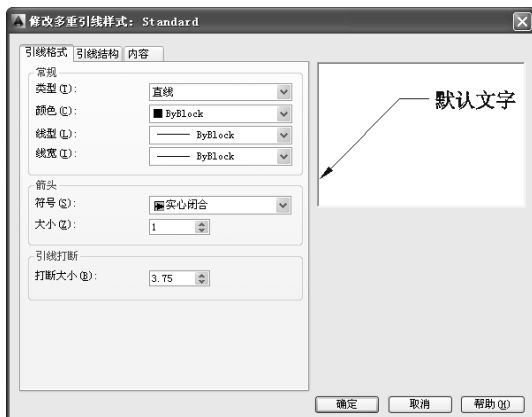 修改多重引线样式: Standard
引线格式 引线结构 内容
常规
类型(T): 直线
颜色(C): ByBlock
线型(L): ByBlock
线宽(I): ByBlock
箭头
符号(S): 实心闭合
大小(Z): 1
引线打断
打断大小(B): 3.75
默认文字
确定 取消 帮助(H)